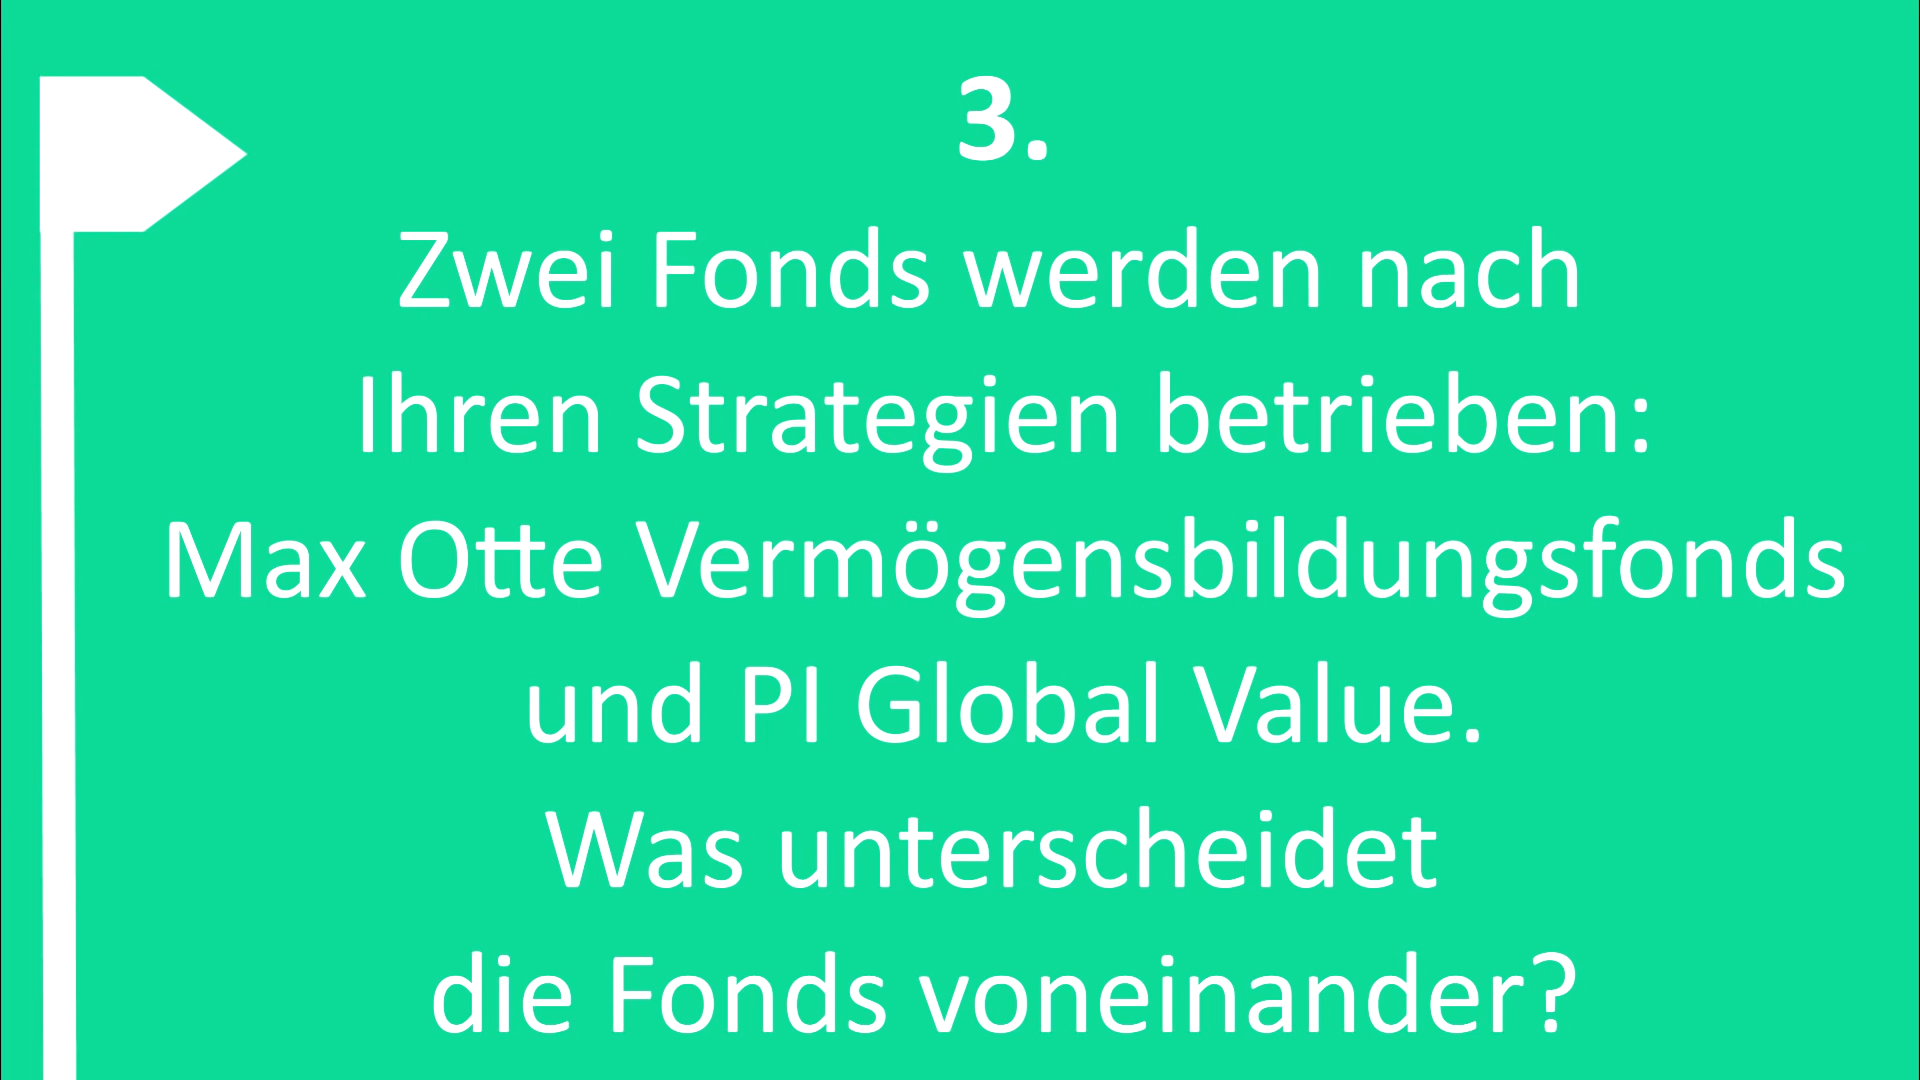 3.
Zwei Fonds werden nach
Ihren Strategien betrieben:
Max Otte Vermögensbildungsfonds
und PI Global Value.
Was unterscheidet
die Fonds voneinander?